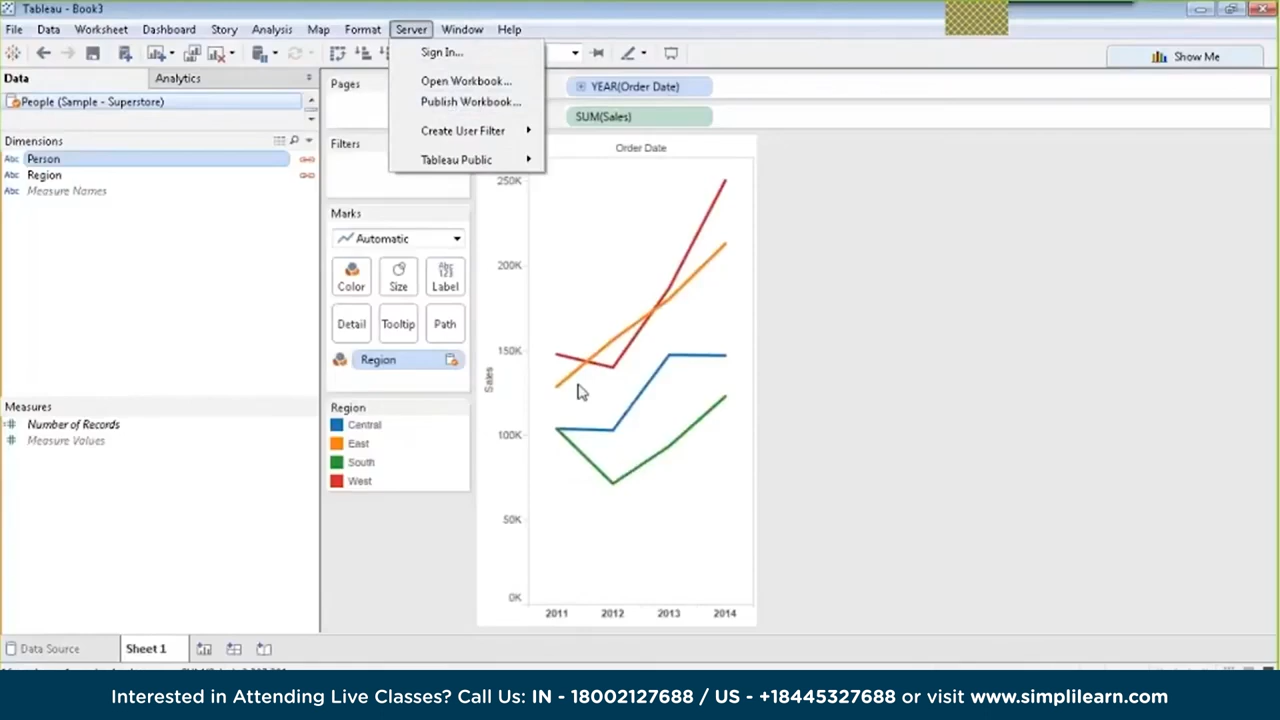 Tableau - Book3
File Data Worksheet Dashboard Story Analysis Map Format Server Window Help
Show Me
Data Analytics
People (Sample - Superstore)
Dimensions
Abc Person
Abc Region
Abc Measure Names
Measures
# Number of Records
# Measure Values
Sign In...
Open Workbook...
Publish Workbook...
Create User Filter
Tableau Public
Pages
Filters
Marks
Automatic
Color Size Label
Detail Tooltip Path
Region
Region
Central
East
South
West
YEAR(Order Date)
SUM(Sales)
Order Date
Sales
250K
200K
150K
100K
50K
0K
2011 2012 2013 2014
Data Source Sheet 1
Interested in Attending Live Classes? Call Us: IN - 18002127688 / US - +18445327688 or visit www.simplilearn.com